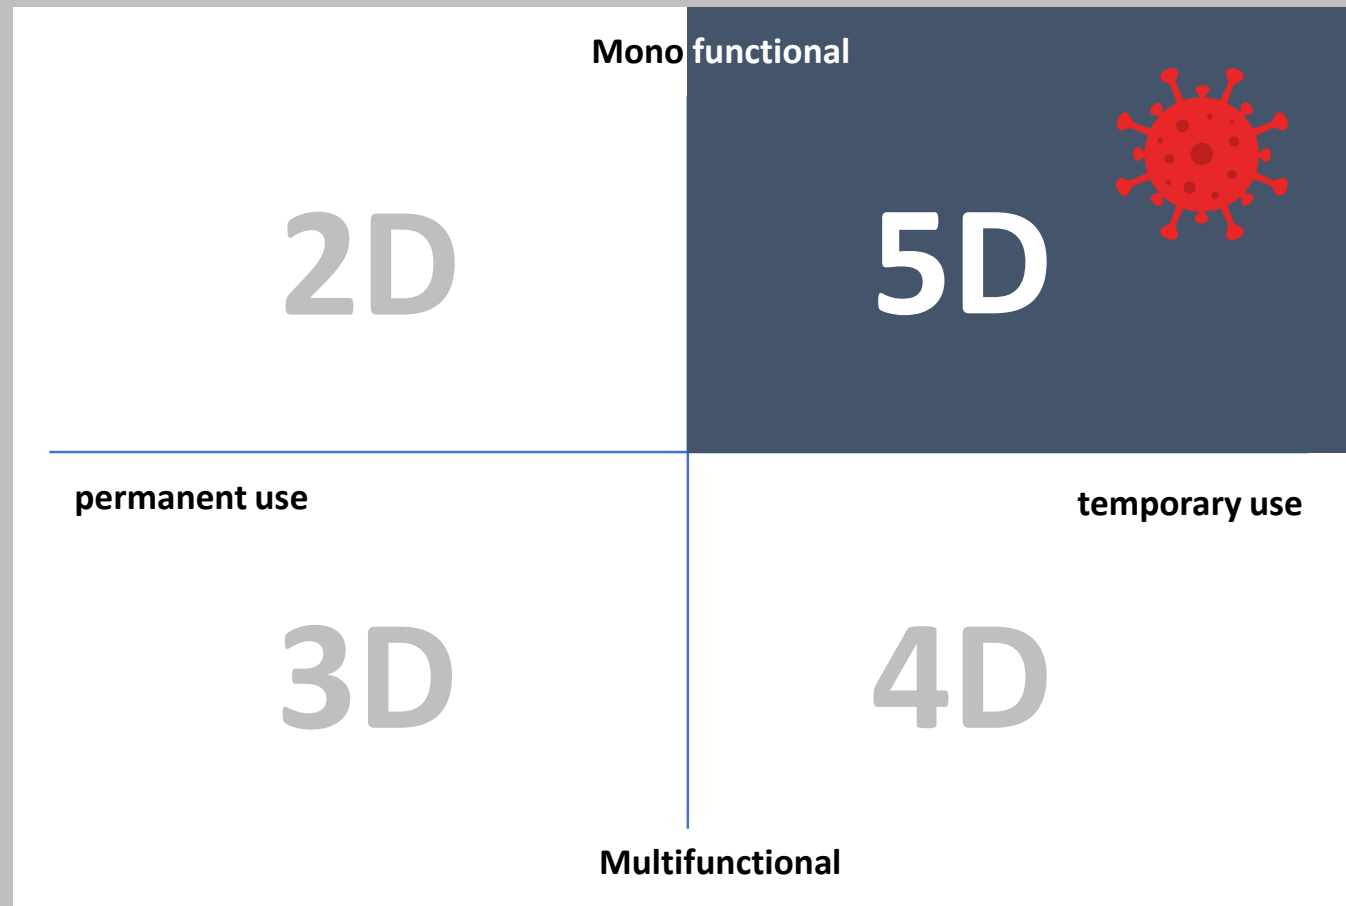 Mono functional
2D
5D
permanent use
temporary use
3D
4D
Multifunctional